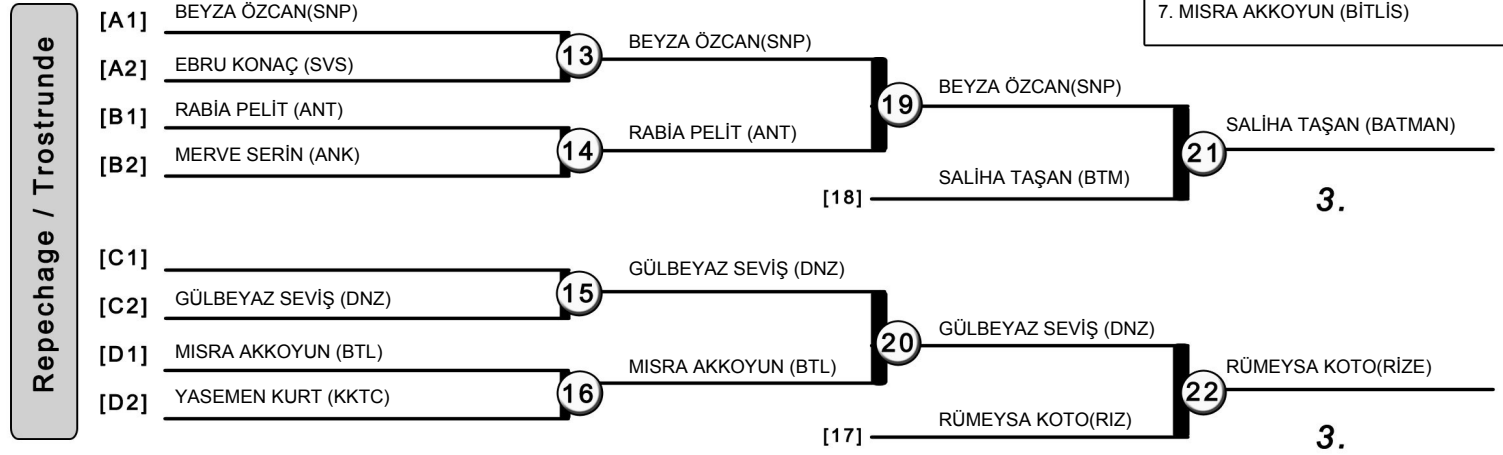 Repechage / Trostrunde
7. MISRA AKKOYUN (BİTLİS)
[A1] BEYZA ÖZCAN(SNP)
[A2] EBRU KONAÇ (SVS)
13
BEYZA ÖZCAN(SNP)
[B1] RABİA PELİT (ANT)
[B2] MERVE SERİN (ANK)
14
RABİA PELİT (ANT)
19
BEYZA ÖZCAN(SNP)
[18] SALİHA TAŞAN (BTM)
21
SALİHA TAŞAN (BATMAN)
3.
[C1]
[C2] GÜLBEYAZ SEVİŞ (DNZ)
15
GÜLBEYAZ SEVİŞ (DNZ)
[D1] MISRA AKKOYUN (BTL)
[D2] YASEMEN KURT (KKTC)
16
MISRA AKKOYUN (BTL)
20
GÜLBEYAZ SEVİŞ (DNZ)
[17] RÜMEYSA KOTO(RIZ)
22
RÜMEYSA KOTO(RİZE)
3.